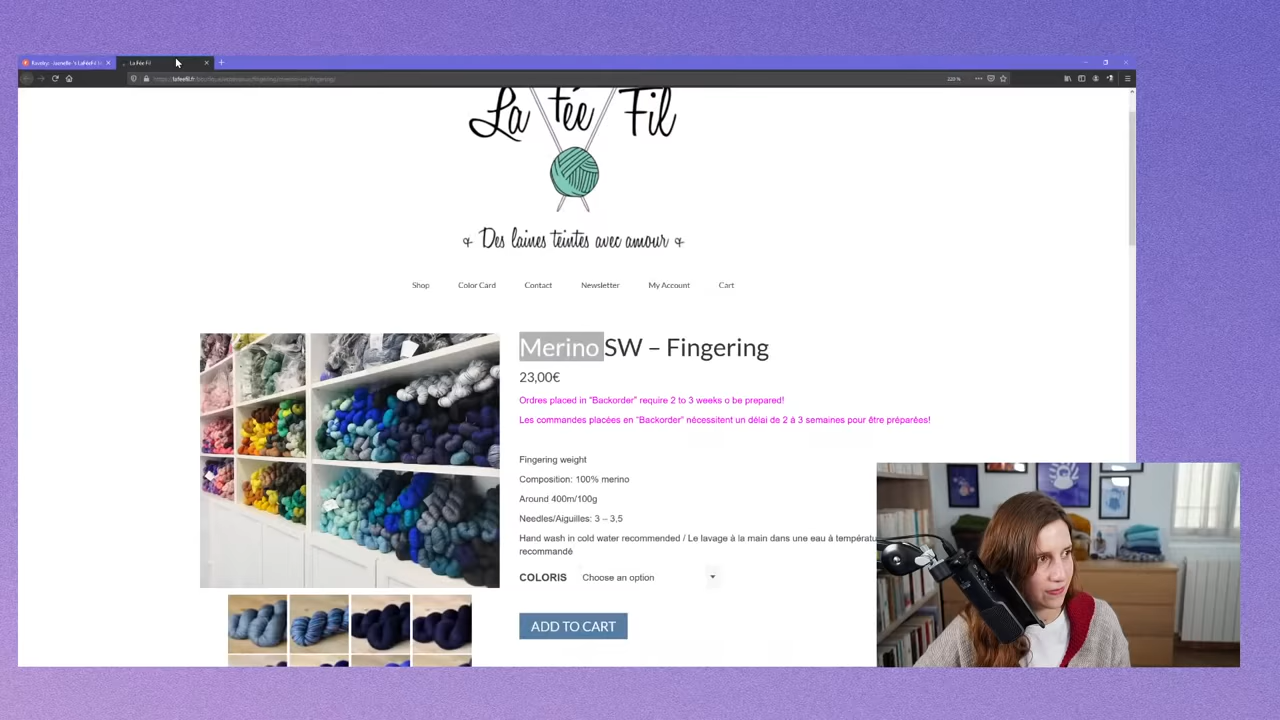 La Fée Fil
La Fée Fil
Des laines teintes avec amour
Shop Color Card Contact Newsletter My Account Cart
Merino SW – Fingering
23,00€
Ordres placed in "Backorder" require 2 to 3 weeks o be prepared!
Les commandes placées en "Backorder" nécessitent un délai de 2 à 3 semaines pour être préparées!
Fingering weight
Composition: 100% merino
Around 400m/100g
Needles/Aiguilles: 3 – 3,5
Hand wash in cold water recommended / Le lavage à la main dans une eau à
recommandé
COLORIS Choose an option
ADD TO CART